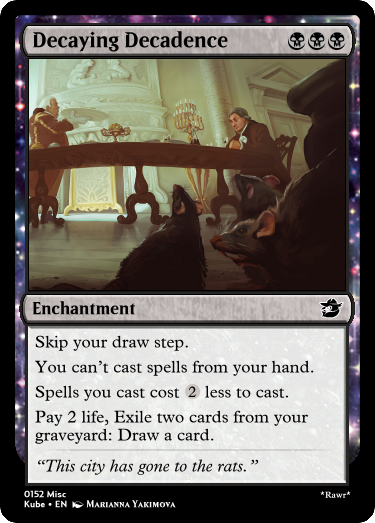 Decaying Decadence
Enchantment
Skip your draw step.
You can't cast spells from your hand.
Spells you cast cost 2 less to cast.
Pay 2 life, Exile two cards from your
graveyard: Draw a card.
"This city has gone to the rats."
0152 Misc
Kube • EN Marianna Yakimova
*Rawr*